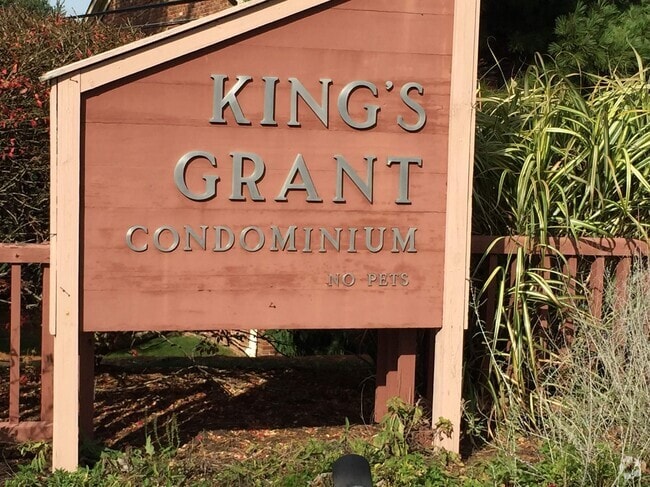 KING'S
GRANT
CONDOMINIUM
NO PETS